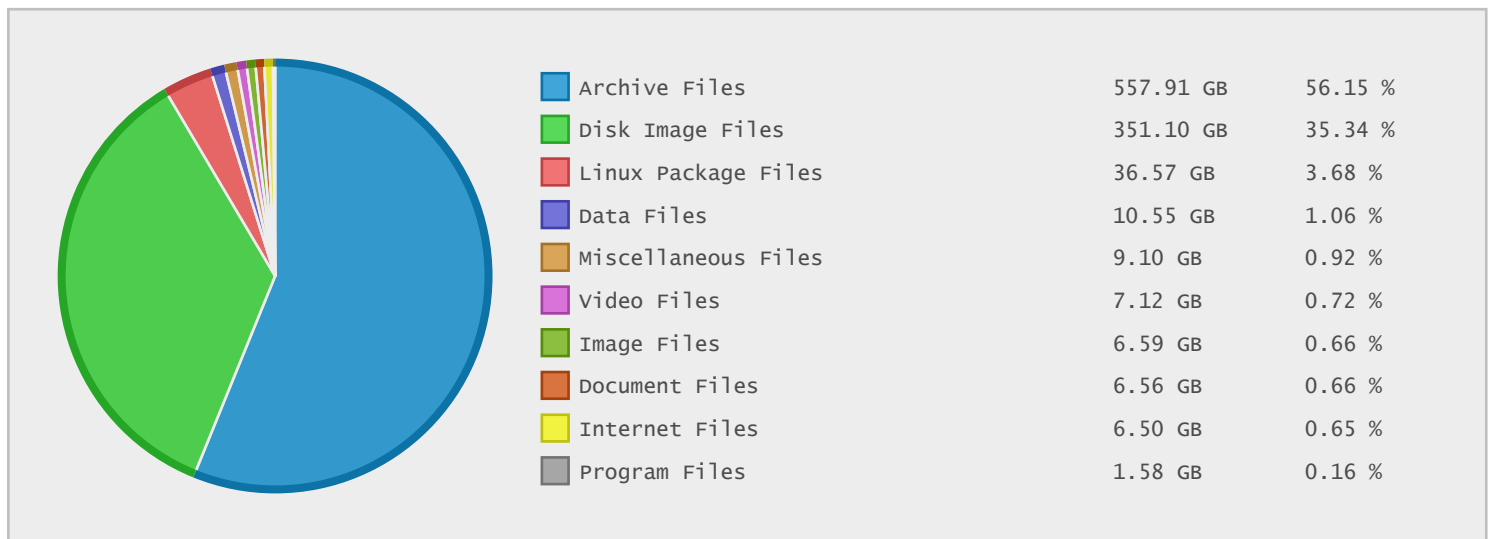 Archive Files 557.91 GB 56.15 %
Disk Image Files 351.10 GB 35.34 %
Linux Package Files 36.57 GB 3.68 %
Data Files 10.55 GB 1.06 %
Miscellaneous Files 9.10 GB 0.92 %
Video Files 7.12 GB 0.72 %
Image Files 6.59 GB 0.66 %
Document Files 6.56 GB 0.66 %
Internet Files 6.50 GB 0.65 %
Program Files 1.58 GB 0.16 %